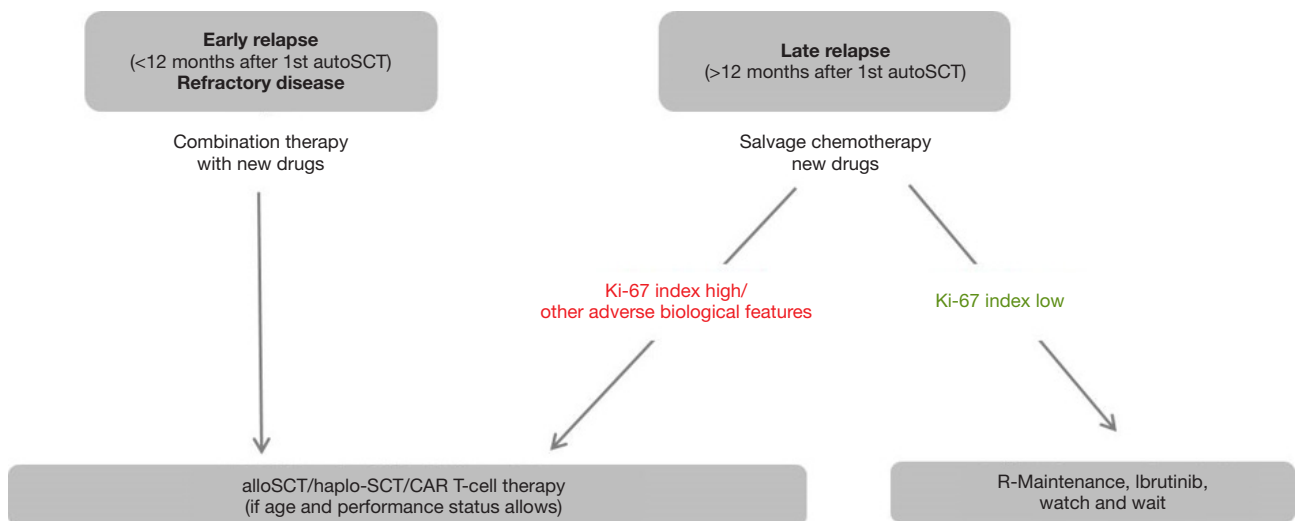 Early relapse
(<12 months after 1st autoSCT)
Refractory disease
Late relapse
(>12 months after 1st autoSCT)
Combination therapy
with new drugs
Salvage chemotherapy
new drugs
Ki-67 index high/
other adverse biological features
Ki-67 index low
alloSCT/haplo-SCT/CAR T-cell therapy
(if age and performance status allows)
R-Maintenance, Ibrutinib,
watch and wait